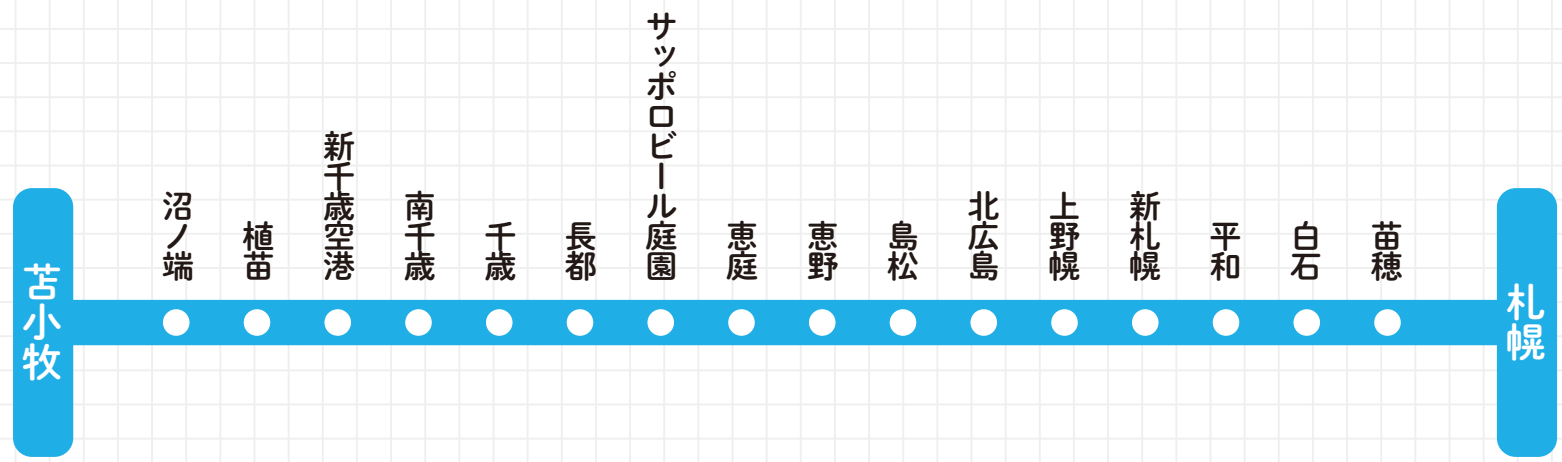 苫小牧
沼ノ端
植苗
新千歳空港
南千歳
千歳
長都
サッポロビール庭園
恵庭
恵野
島松
北広島
上野幌
新札幌
平和
白石
苗穂
札幌